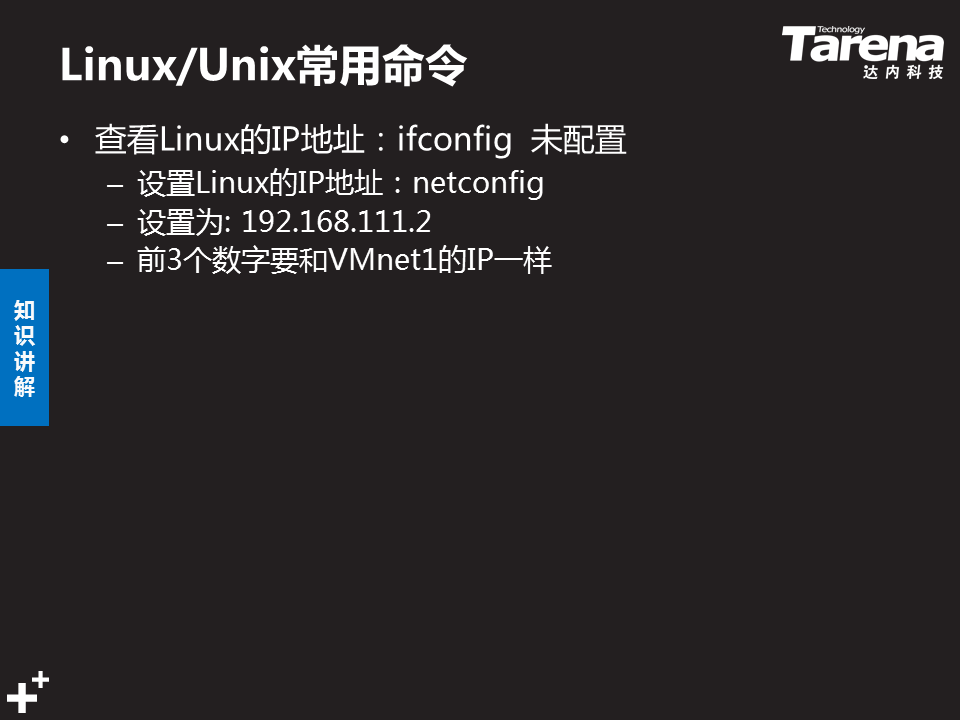 Linux/Unix常用命令
Technology
Tarena
达内科技
• 查看Linux的IP地址：ifconfig 未配置
– 设置Linux的IP地址：netconfig
– 设置为: 192.168.111.2
– 前3个数字要和VMnet1的IP一样
知识讲解